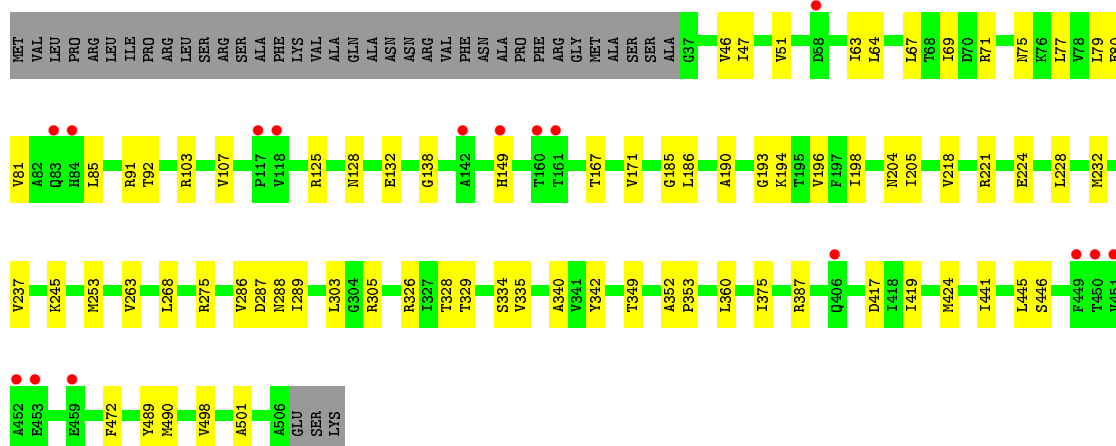 MET VAL LEU PRO ARG LEU ILE PRO ARG LEU SER ARG SER ALA PHE LYS VAL ALA GLN ALA ASN ASN ARG VAL PHE ASN ALA PRO PHE ARG GLY MET ALA SER SER ALA G37 V46 I47 V51 D58 I63 L64 L67 T68 I69 D70 R71 N75 K76 L77 V78 L79 E80
V81 A82 Q83 H84 L85 R91 T92 R103 V107 P117 V118 R125 N128 E132 G138 A142 H149 T160 T161 T167 V171 G185 L186 A190 G193 K194 T195 V196 F197 I198 N204 I205 V218 R221 E224 L228 M232
V237 K245 M253 V263 L268 R275 V286 D287 N288 I289 L303 G304 R305 R326 I327 T328 T329 S334 V335 A340 V341 Y342 T349 A352 P353 L360 I375 R387 Q406 D417 I418 I419 M424 I441 L445 S446 F449 T450 V451
A452 E453 E459 F472 Y489 M490 V498 A501 A506 GLU SER LYS